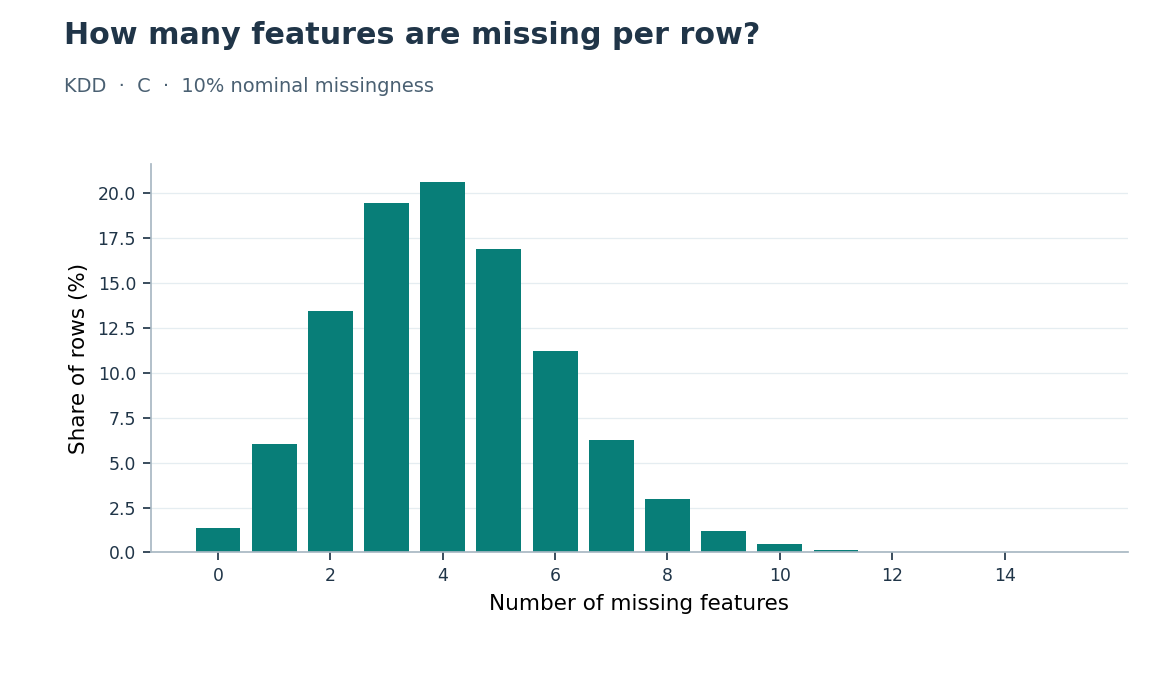 How many features are missing per row?
KDD · C · 10% nominal missingness
20.0
17.5
15.0
12.5
10.0
7.5
5.0
2.5
0.0
Share of rows (%)
0 2 4 6 8 10 12 14
Number of missing features